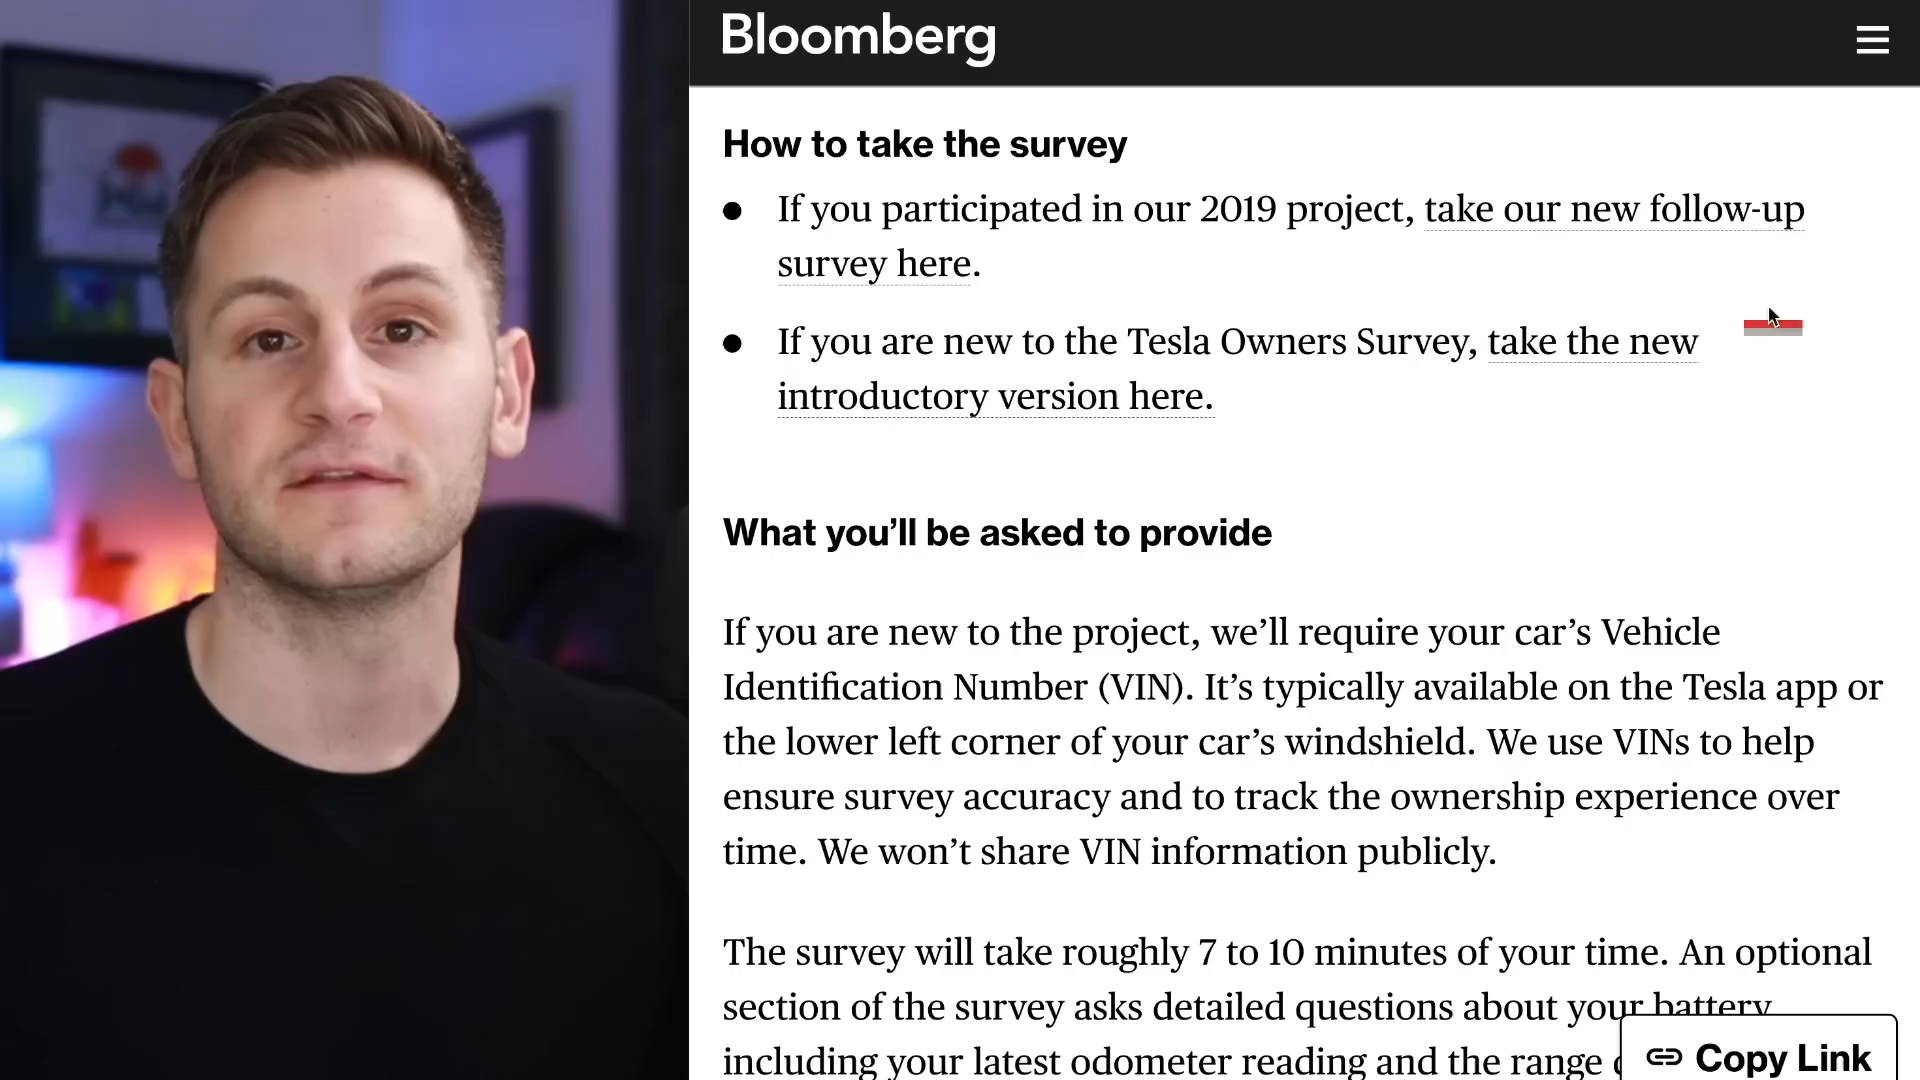 Bloomberg
How to take the survey
If you participated in our 2019 project, take our new follow-up
survey here.
If you are new to the Tesla Owners Survey, take the new
introductory version here.
What you’ll be asked to provide
If you are new to the project, we’ll require your car’s Vehicle
Identification Number (VIN). It’s typically available on the Tesla app or
the lower left corner of your car’s windshield. We use VINs to help
ensure survey accuracy and to track the ownership experience over
time. We won’t share VIN information publicly.
The survey will take roughly 7 to 10 minutes of your time. An optional
section of the survey asks detailed questions about your battery
including your latest odometer reading and the range
Copy Link